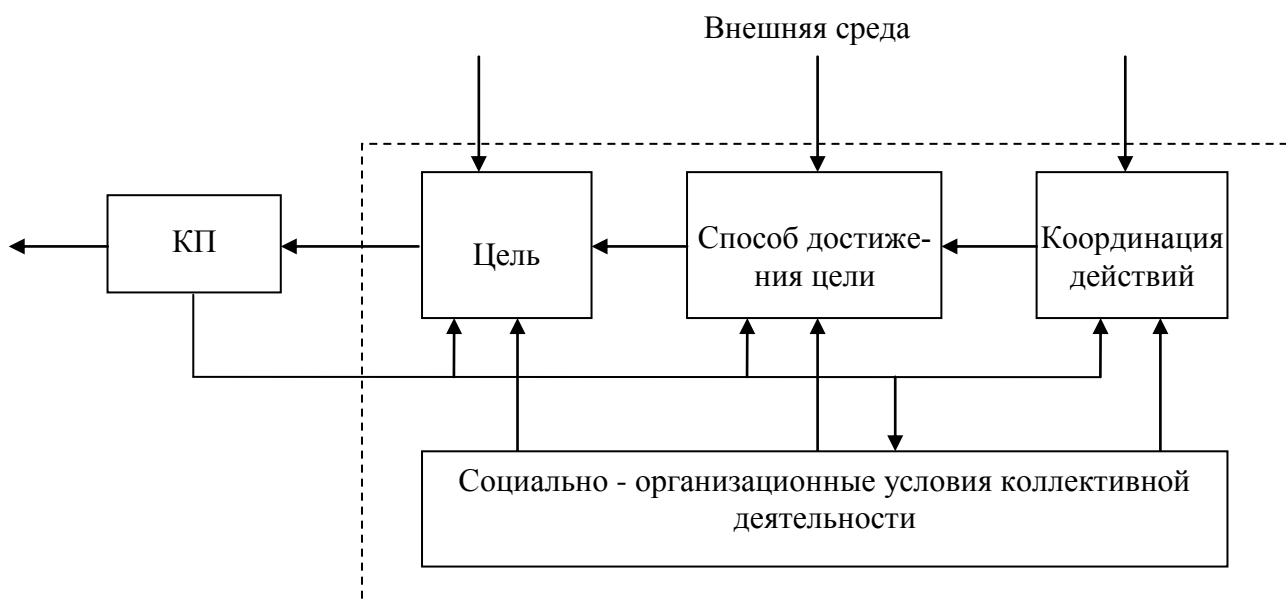 Внешняя среда
КП
Цель
Способ достиже-
ния цели
Координация
действий
Социально - организационные условия коллективной
деятельности